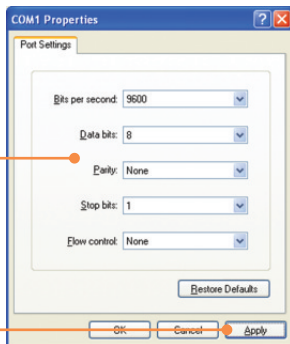 COM1 Properties
Port Settings
Bits per second: 9600
Data bits: 8
Parity: None
Stop bits: 1
Flow control: None
Restore Defaults
OK Cancel Apply